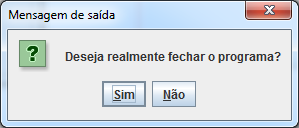 Mensagem de saída
Deseja realmente fechar o programa?
Sim Não